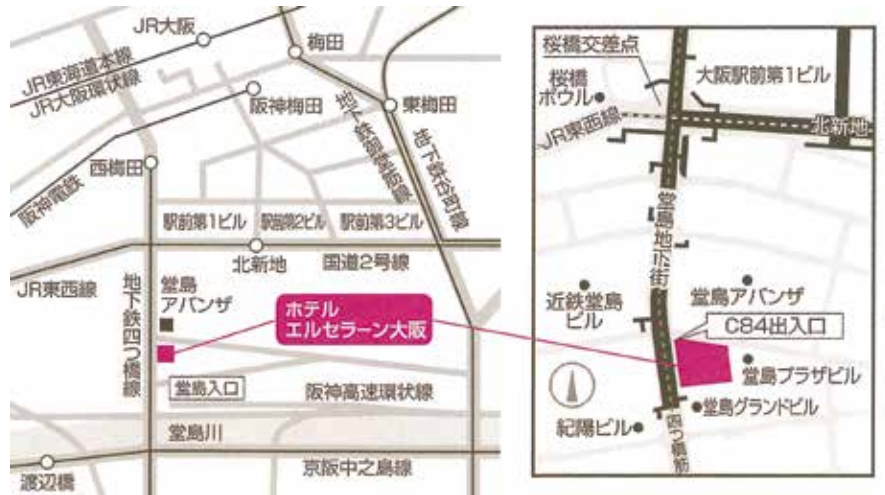 JR大阪
梅田
JR東海道本線
JR大阪環状線
阪神梅田
東梅田
地下鉄御堂筋線
地下鉄谷町線
西梅田
阪神電鉄
駅前第1ビル
駅前第2ビル
駅前第3ビル
北新地
国道2号線
JR東西線
地下鉄四つ橋線
堂島
アバンザ
ホテル
エルセラーン大阪
堂島入口
阪神高速環状線
堂島川
京阪中之島線
渡辺橋
桜橋交差点
桜橋
ボウル
大阪駅前第1ビル
JR東西線
北新地
堂島地下街
近鉄堂島
ビル
堂島アバンザ
C84出入口
堂島プラザビル
堂島グランドビル
紀陽ビル
四つ橋筋